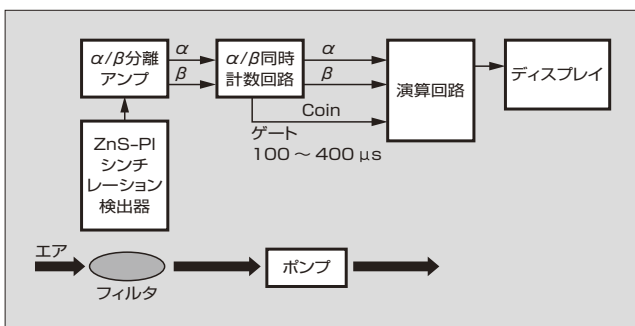 α/β分離
アンプ
α
β
α/β同時
計数回路
α
β
Coin
ゲート
100 ~ 400 μs
演算回路
ディスプレイ
ZnS-Pl
シンチ
レーション
検出器
エア
フィルタ
ポンプ